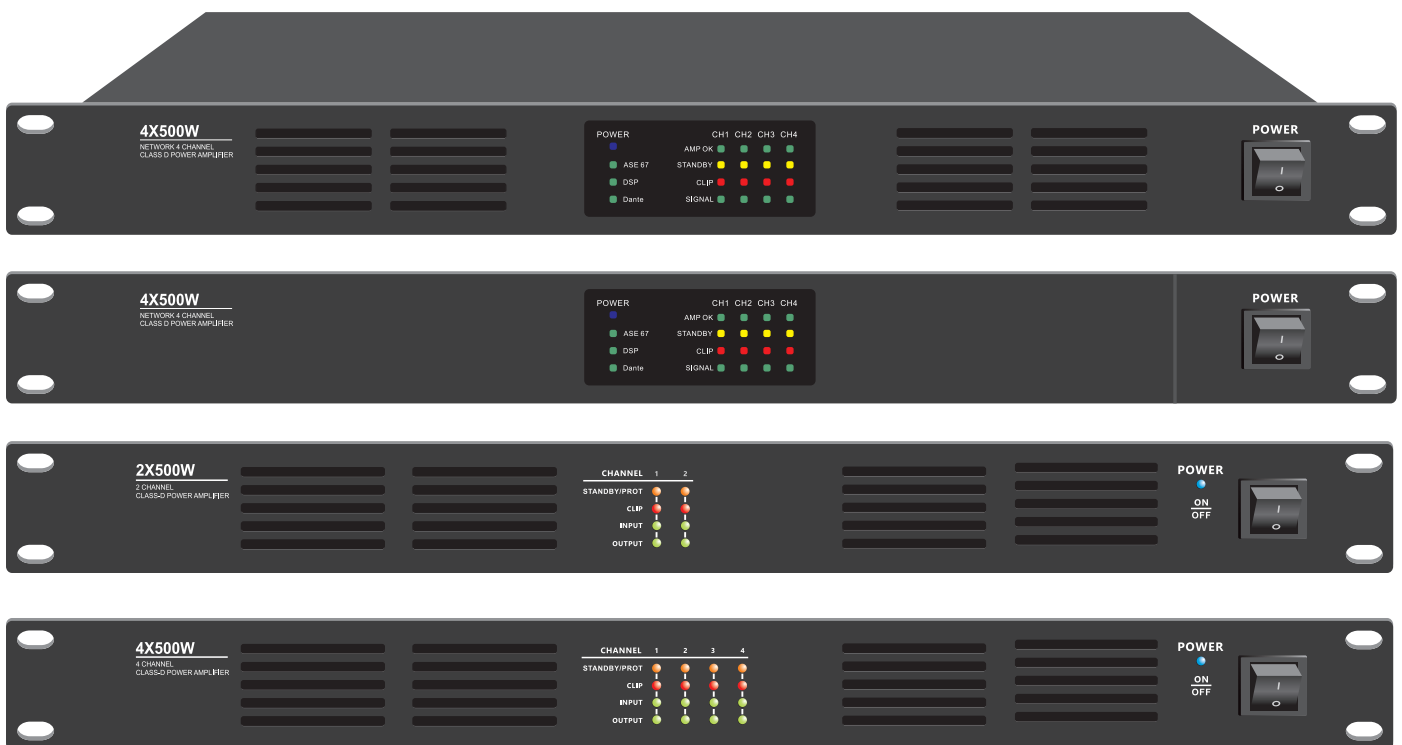 4X500W
NETWORK 4 CHANNEL
CLASS D POWER AMPLIFIER
POWER CH1 CH2 CH3 CH4
AMP OK
ASE 67 STANDBY
DSP CLIP
Dante SIGNAL
POWER
I
O
4X500W
NETWORK 4 CHANNEL
CLASS D POWER AMPLIFIER
POWER CH1 CH2 CH3 CH4
AMP OK
ASE 67 STANDBY
DSP CLIP
Dante SIGNAL
POWER
I
O
2X500W
2 CHANNEL
CLASS-D POWER AMPLIFIER
CHANNEL 1 2
STANDBY/PROT
CLIP
INPUT
OUTPUT
POWER
ON
OFF
I
O
4X500W
4 CHANNEL
CLASS-D POWER AMPLIFIER
CHANNEL 1 2 3 4
STANDBY/PROT
CLIP
INPUT
OUTPUT
POWER
ON
OFF
I
O